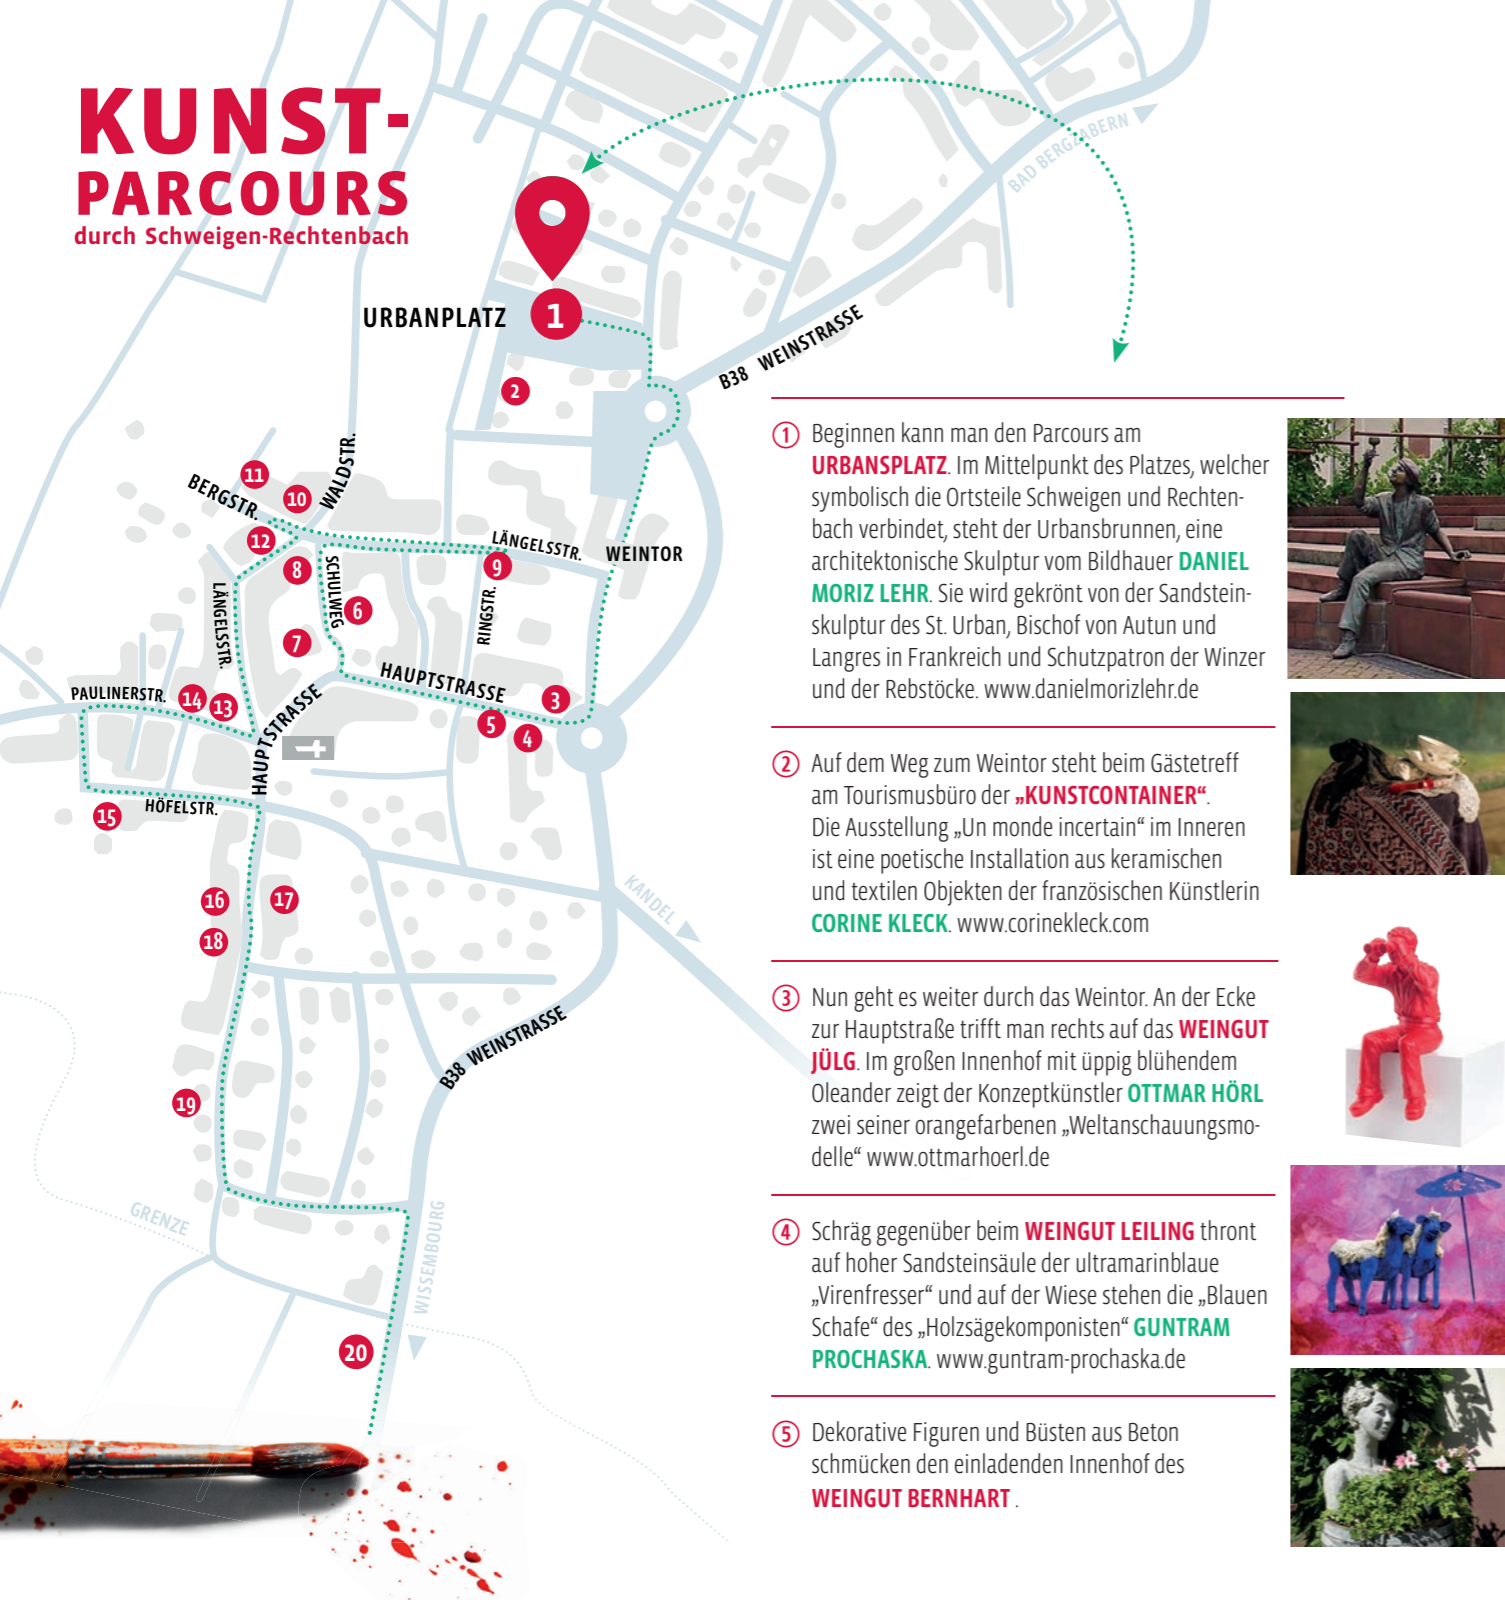 KUNST-
PARCOURS
durch Schweigen-Rechtenbach
BAD BERGZABERN
URBANPLATZ
1
B38 WEINSTRASSE
2
WALDSTR.
11
BERGSTR.
10
12
LÄNGELSSTR.
WEINTOR
8
SCHULWEG
9
LÄNGELSSTR.
6
RINGSTR.
7
HAUPTSTRASSE
PAULINERSTR.
14
13
HAUPTSTRASSE
3
5
4
HÖFELSTR.
15
16
17
KANDEL
18
B38 WEINSTRASSE
19
GRENZE
WISSEMBOURG
20
1 Beginnen kann man den Parcours am
URBANSPLATZ. Im Mittelpunkt des Platzes, welcher
symbolisch die Ortsteile Schweigen und Rechten-
bach verbindet, steht der Urbansbrunnen, eine
architektonische Skulptur vom Bildhauer DANIEL
MORIZ LEHR. Sie wird gekrönt von der Sandstein-
skulptur des St. Urban, Bischof von Autun und
Langres in Frankreich und Schutzpatron der Winzer
und der Rebstöcke. www.danielmorizlehr.de
2 Auf dem Weg zum Weintor steht beim Gästetreff
am Tourismusbüro der „KUNSTCONTAINER“.
Die Ausstellung „Un monde incertain“ im Inneren
ist eine poetische Installation aus keramischen
und textilen Objekten der französischen Künstlerin
CORINE KLECK. www.corinekleck.com
3 Nun geht es weiter durch das Weintor. An der Ecke
zur Hauptstraße trifft man rechts auf das WEINGUT
JÜLG. Im großen Innenhof mit üppig blühendem
Oleander zeigt der Konzeptkünstler OTTMAR HÖRL
zwei seiner orangefarbenen „Weltanschauungsmo-
delle“ www.ottmarhoerl.de
4 Schräg gegenüber beim WEINGUT LEILING thront
auf hoher Sandsteinsäule der ultramarinblaue
„Virenfresser“ und auf der Wiese stehen die „Blauen
Schafe“ des „Holzsägekomponisten“ GUNTRAM
PROCHASKA. www.guntram-prochaska.de
5 Dekorative Figuren und Büsten aus Beton
schmücken den einladenden Innenhof des
WEINGUT BERNHART .